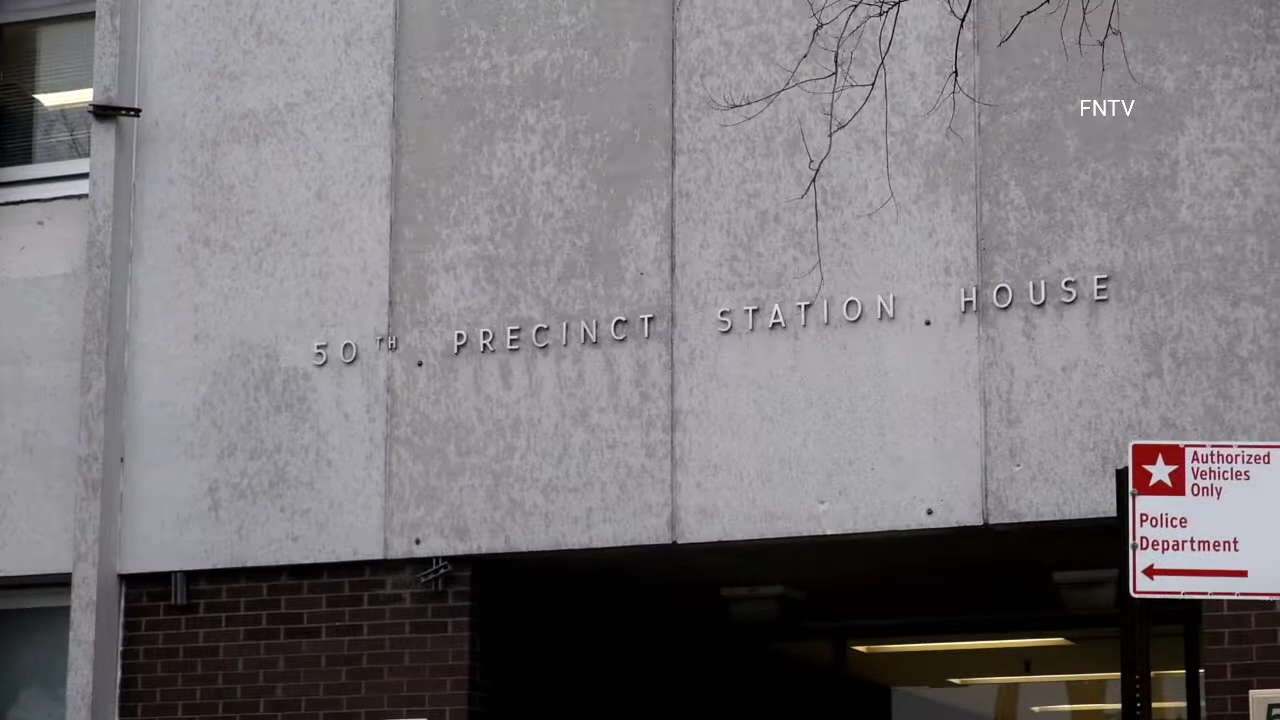 FNTV
50TH PRECINCT STATION HOUSE
Authorized
Vehicles
Only
Police
Department